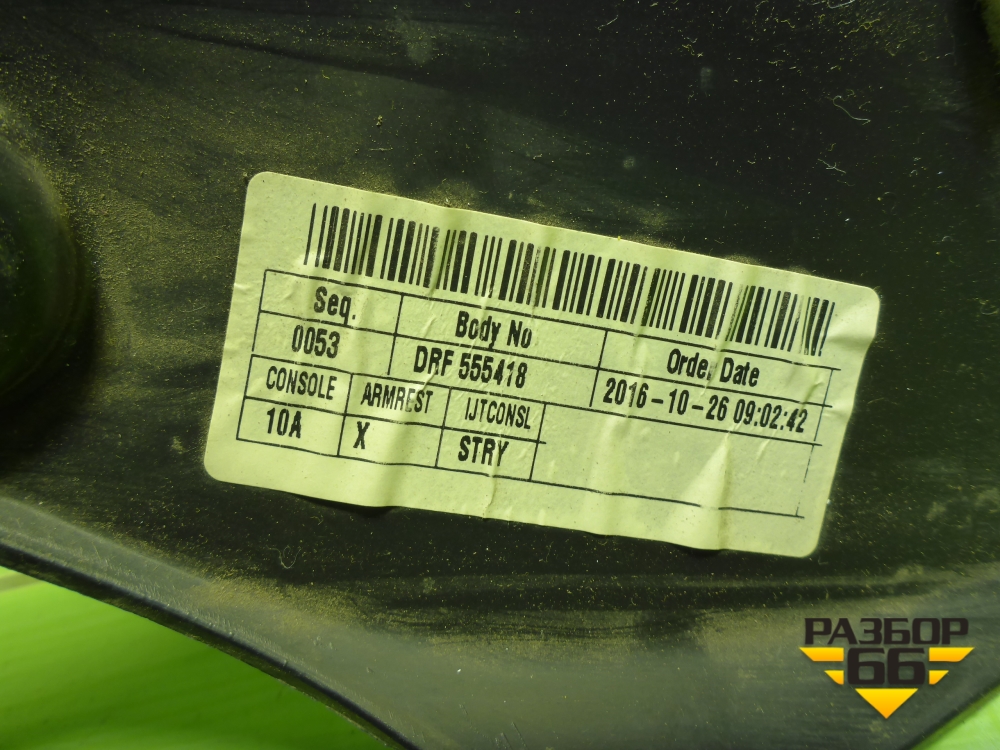 Seq. Body No Order Date
0053 DRF 555418 2016-10-26 09:02:42
CONSOLE ARMREST IJTCONSL
10A X STRY
РАЗБОР
66